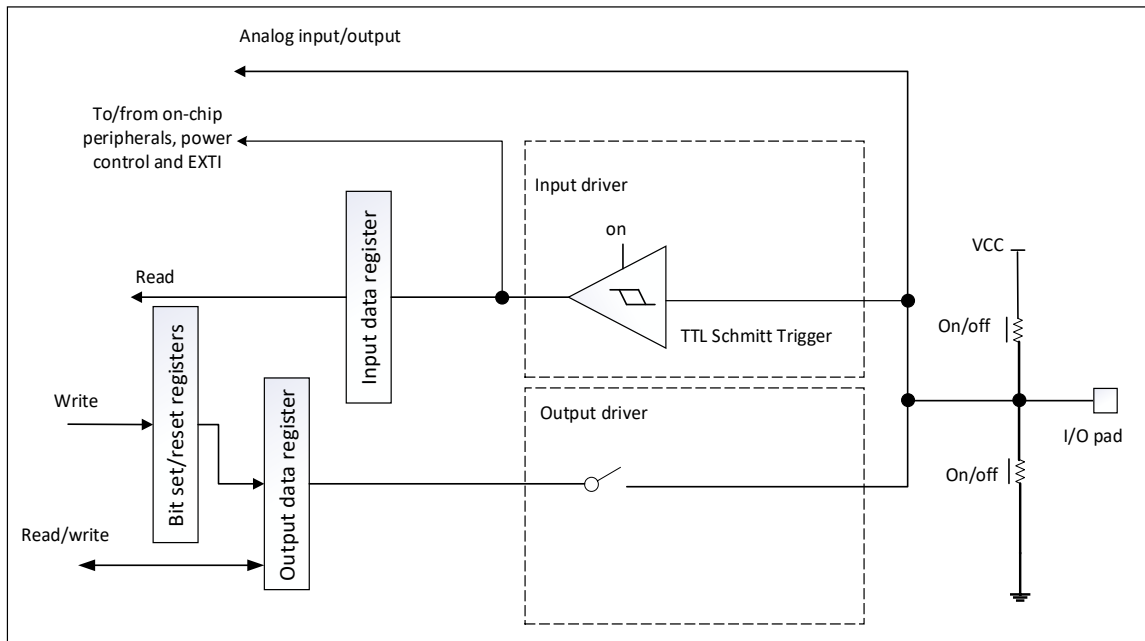 Analog input/output
To/from on-chip
peripherals, power
control and EXTI
Input driver
on
Input data register
VCC
Read
TTL Schmitt Trigger
On/off
Bit set/reset registers
Output data register
Write
Output driver
I/O pad
On/off
Read/write